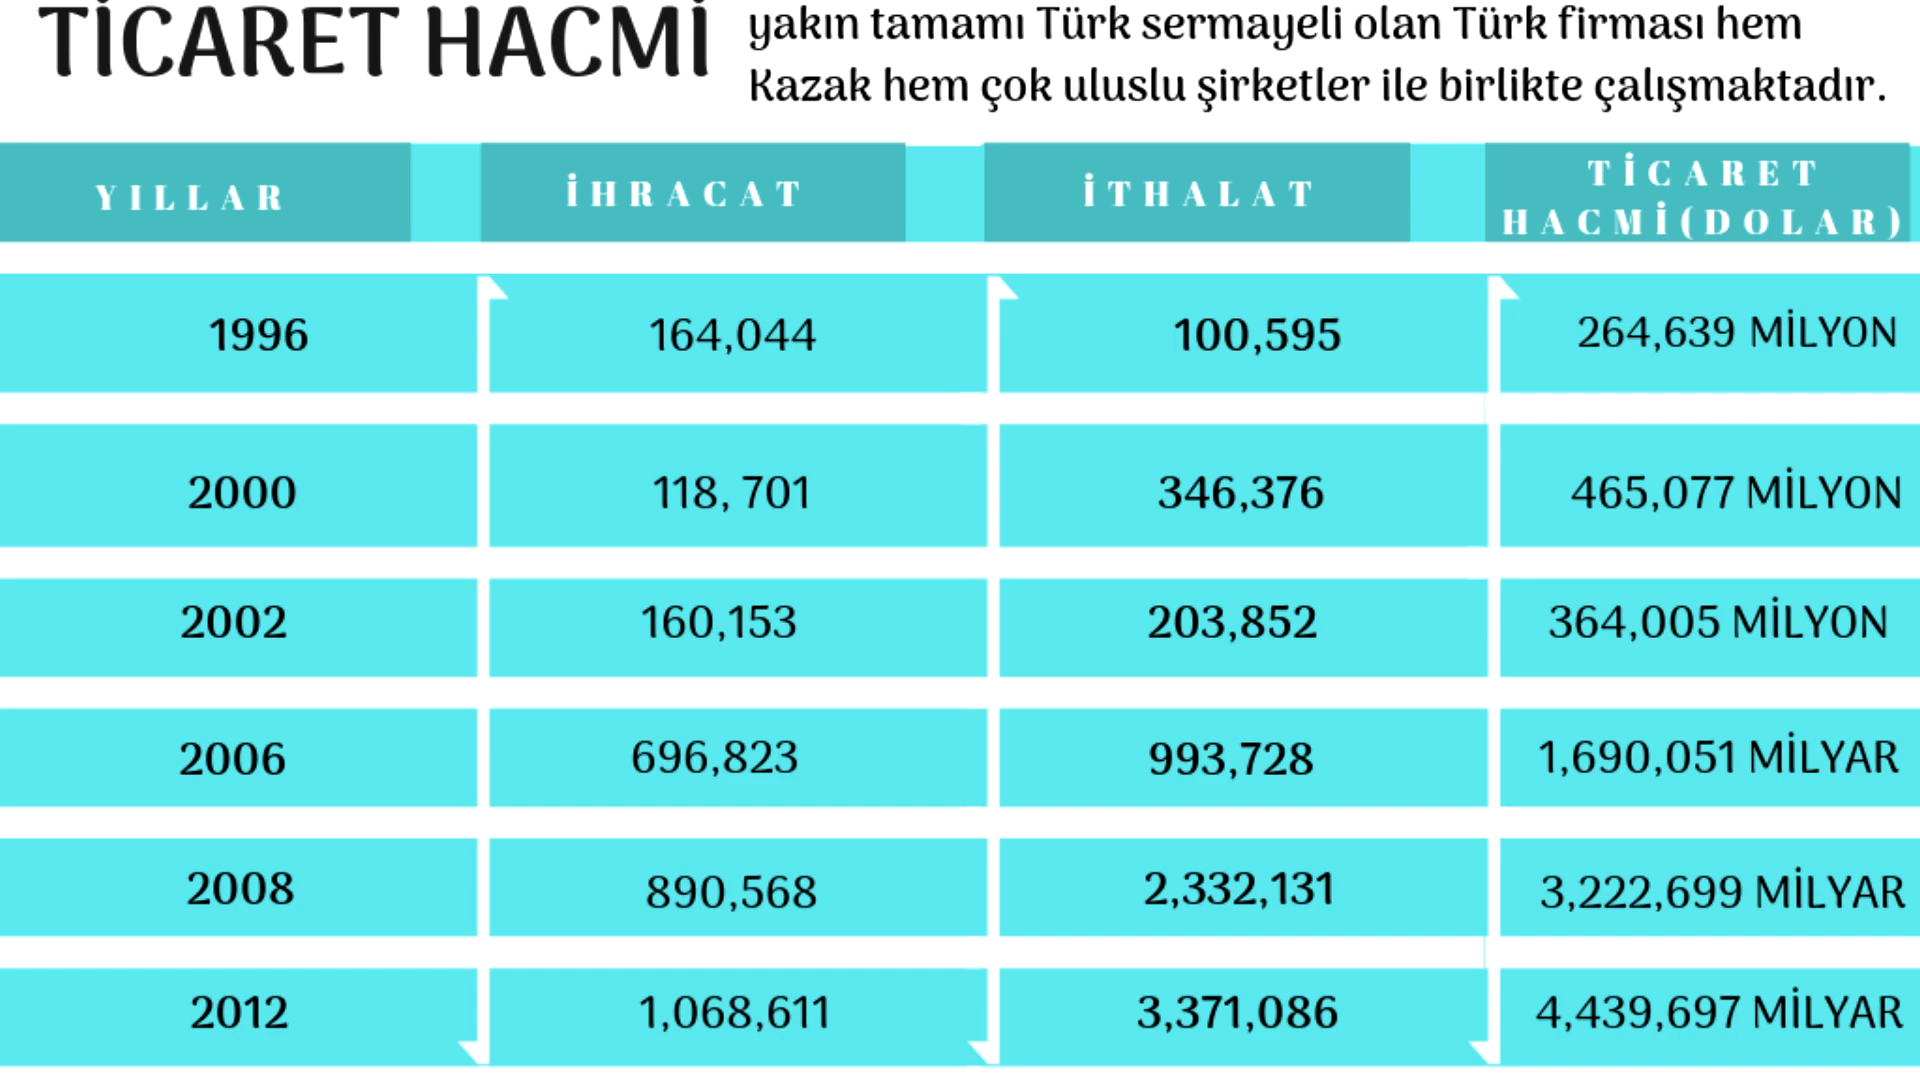 TİCARET HACMİ
yakın tamamı Türk sermayeli olan Türk firması hem
Kazak hem çok uluslu şirketler ile birlikte çalışmaktadır.
YILLAR İHRACAT İTHALAT TİCARET HACMİ(DOLAR)
1996 164,044 100,595 264,639 MİLYON
2000 118, 701 346,376 465,077 MİLYON
2002 160,153 203,852 364,005 MİLYON
2006 696,823 993,728 1,690,051 MİLYAR
2008 890,568 2,332,131 3,222,699 MİLYAR
2012 1,068,611 3,371,086 4,439,697 MİLYAR